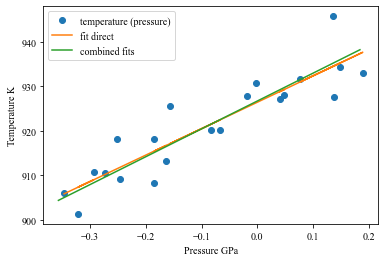 temperature (pressure)
fit direct
combined fits
940
930
920
910
900
Temperature K
−0.3
−0.2
−0.1
0.0
0.1
0.2
Pressure GPa